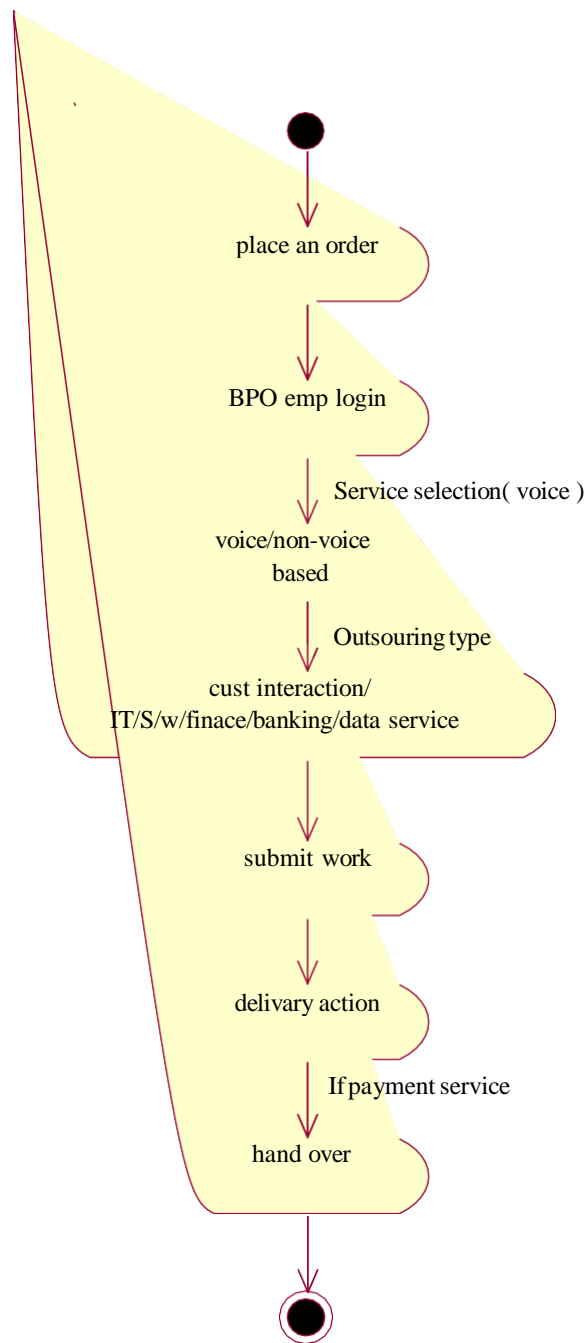 place an order
BPO emp login
Service selection( voice )
voice/non-voice
based
Outsouring type
cust interaction/
IT/S/w/finace/banking/data service
submit work
delivary action
If payment service
hand over